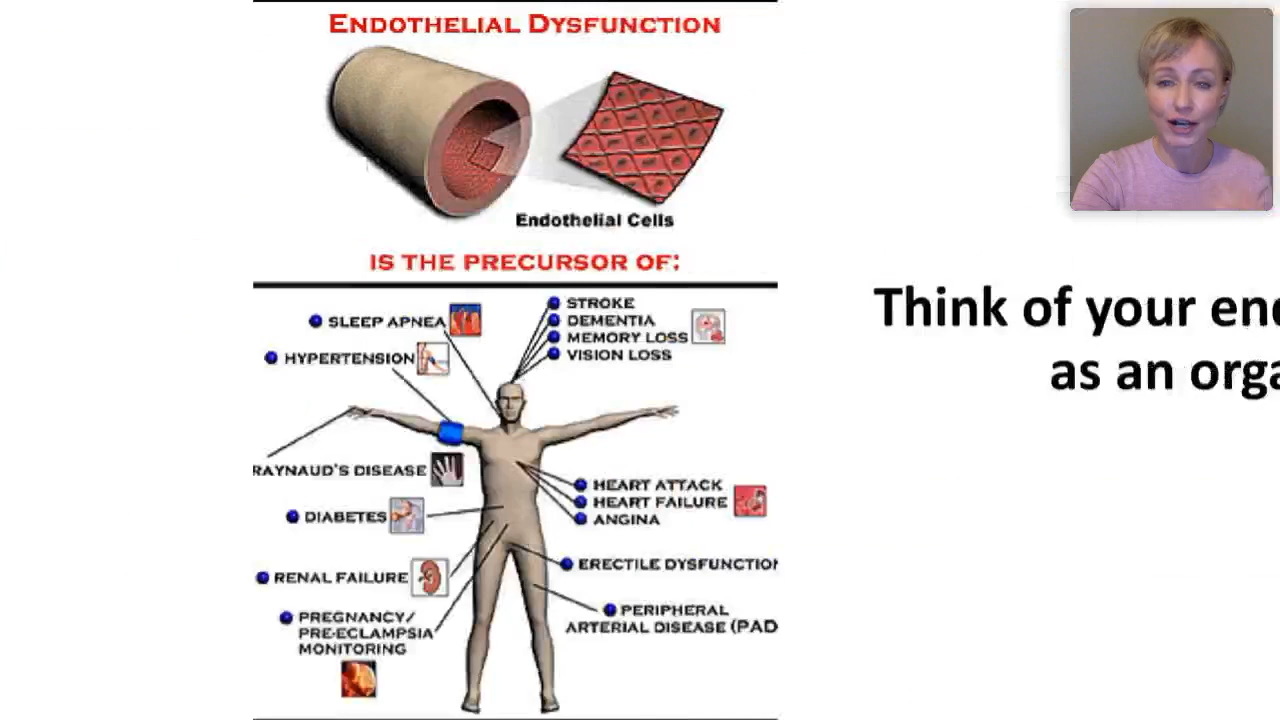 ENDOTHELIAL DYSFUNCTION
Endothelial Cells
IS THE PRECURSOR OF:
SLEEP APNEA
HYPERTENSION
STROKE
DEMENTIA
MEMORY LOSS
VISION LOSS
RAYNAUD'S DISEASE
DIABETES
RENAL FAILURE
PREGNANCY/
PRE-ECLAMPSIA
MONITORING
HEART ATTACK
HEART FAILURE
ANGINA
ERECTILE DYSFUNCTION
PERIPHERAL
ARTERIAL DISEASE (PAD
Think of your end
as an orga